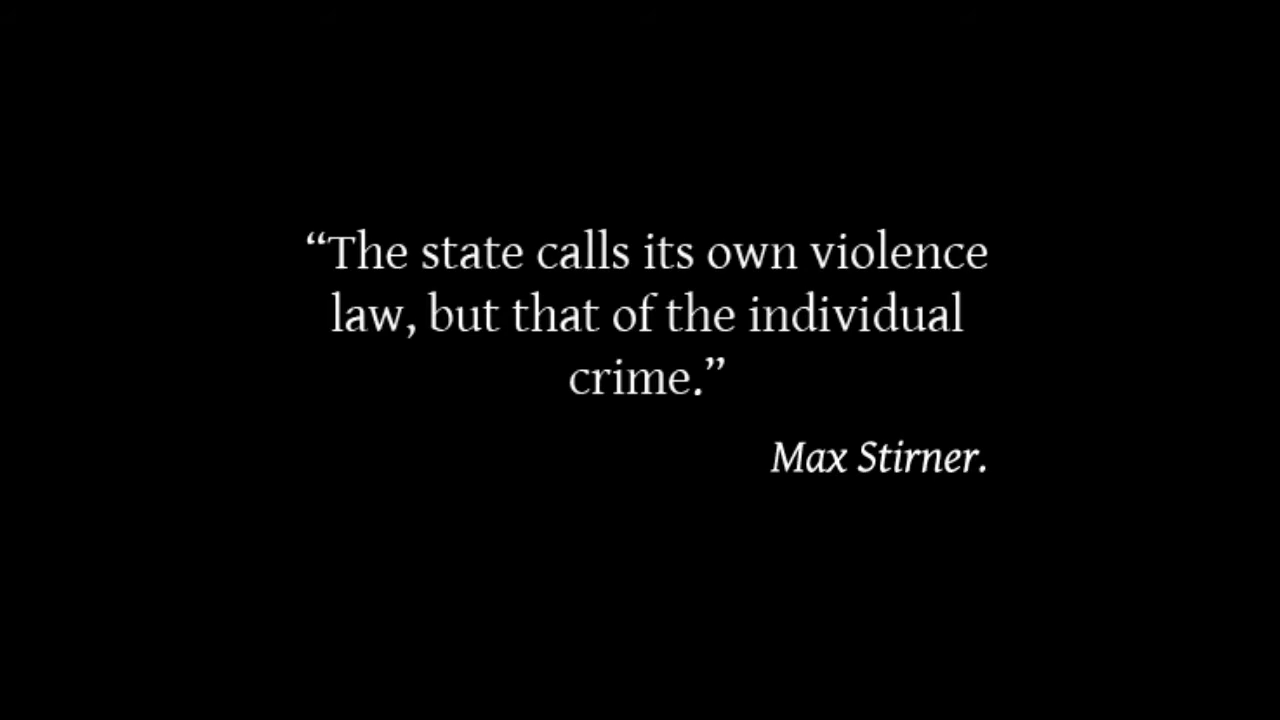 “The state calls its own violence
law, but that of the individual
crime.”
Max Stirner.